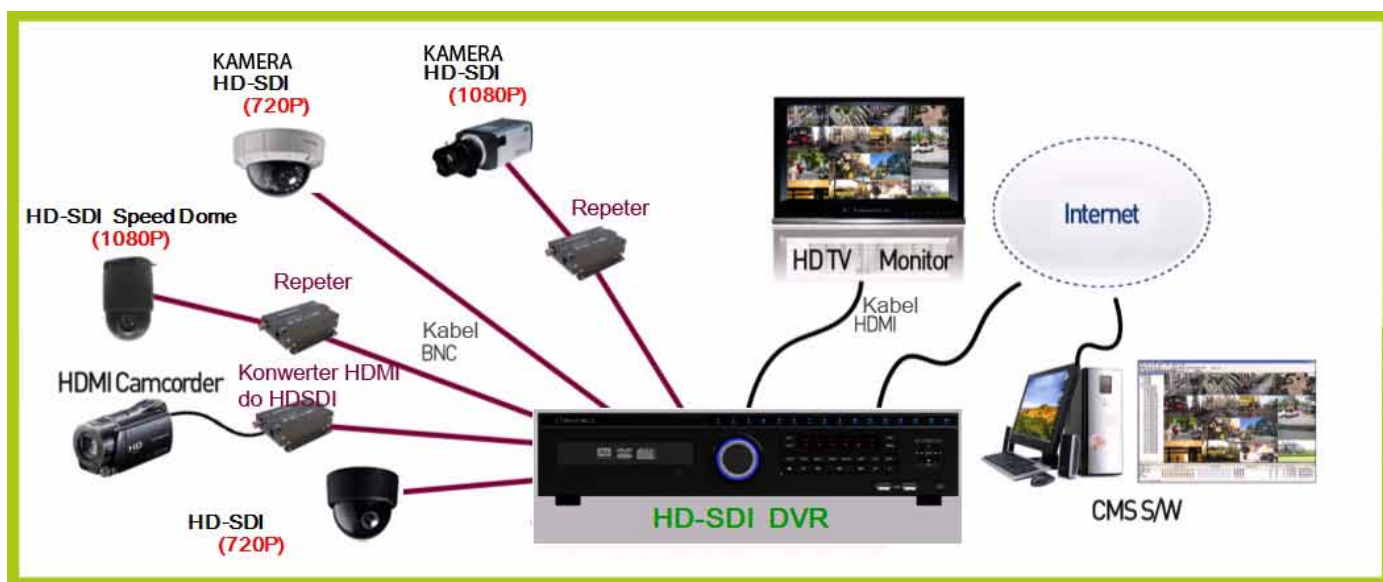 KAMERA
HD-SDI
(720P)
KAMERA
HD-SDI
(1080P)
HD-SDI Speed Dome
(1080P)
Repeter
Repeter
HD TV Monitor
Internet
Kabel
BNC
Kabel
HDMI
HDMI Camcorder
Konwerter HDMI
do HDSDI
HD
HD-SDI
(720P)
HD-SDI DVR
CMS S/W